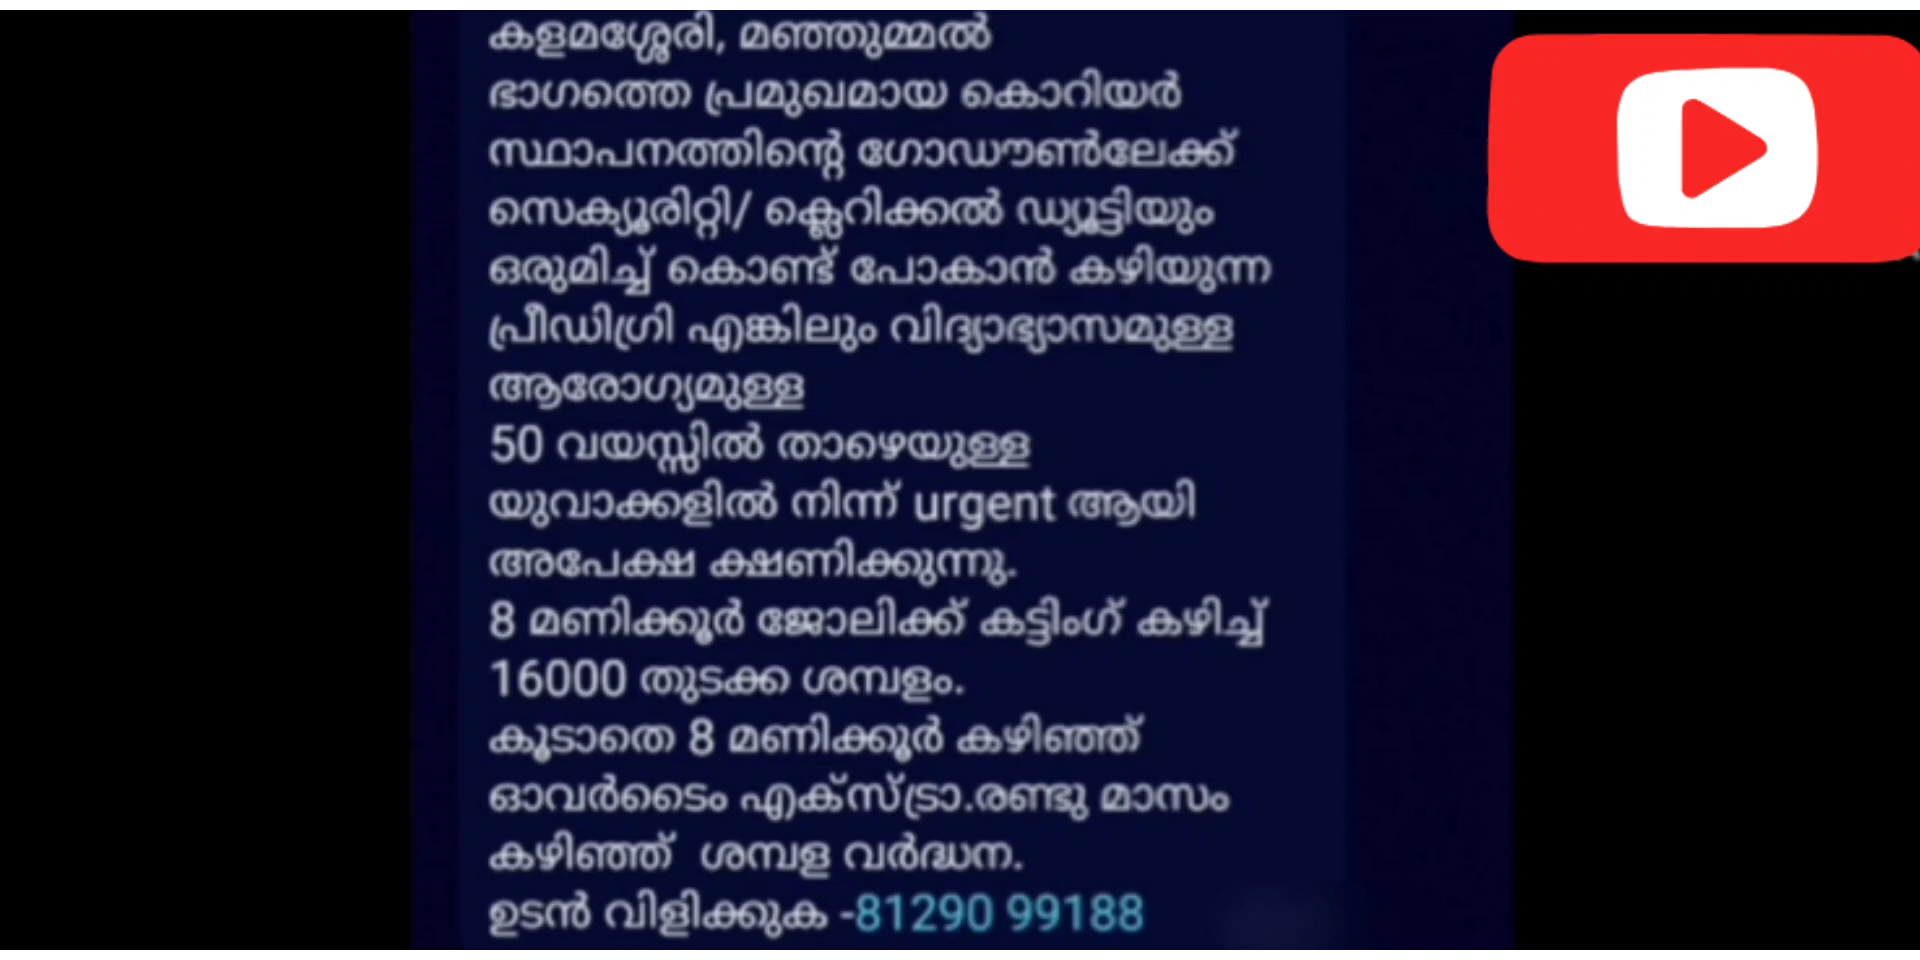 കളമശ്ശേരി, മഞ്ഞുമ്മൽ
ഭാഗത്തെ പ്രമുഖമായ കൊറിയർ
സ്ഥാപനത്തിന്റെ ഗോഡൗൺലേക്ക്
സെക്യൂരിറ്റി/ ക്ലെറിക്കൽ ഡ്യൂട്ടിയും
ഒരുമിച്ച് കൊണ്ട് പോകാൻ കഴിയുന്ന
പ്രീഡിഗ്രി എങ്കിലും വിദ്യാഭ്യാസമുള്ള
ആരോഗ്യമുള്ള
50 വയസ്സിൽ താഴെയുള്ള
യുവാക്കളിൽ നിന്ന് urgent ആയി
അപേക്ഷ ക്ഷണിക്കുന്നു.
8 മണിക്കൂർ ജോലിക്ക് കട്ടിംഗ് കഴിച്ച്
16000 തുടക്ക ശമ്പളം.
കൂടാതെ 8 മണിക്കൂർ കഴിഞ്ഞ്
ഓവർടൈം എക്സ്ട്രാ.രണ്ടു മാസം
കഴിഞ്ഞ്  ശമ്പള വർദ്ധന.
ഉടൻ വിളിക്കുക -81290 99188